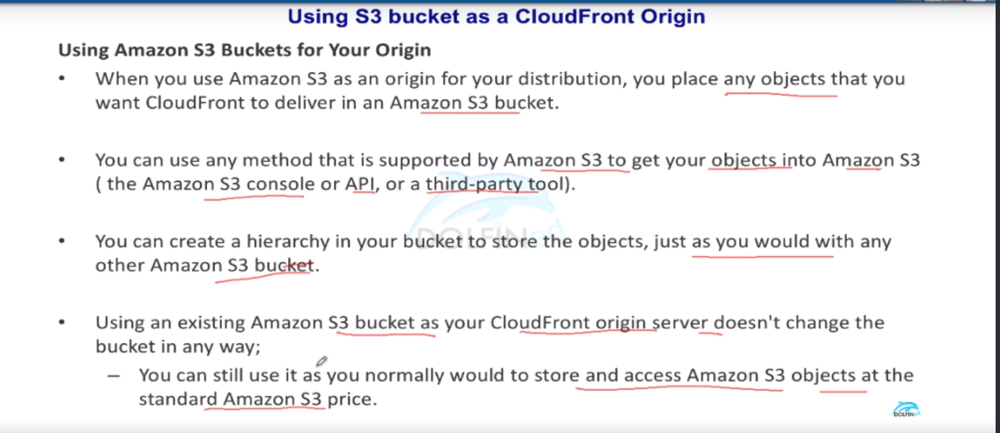 Using S3 bucket as a CloudFront Origin
Using Amazon S3 Buckets for Your Origin
• When you use Amazon S3 as an origin for your distribution, you place any objects that you
want CloudFront to deliver in an Amazon S3 bucket.
• You can use any method that is supported by Amazon S3 to get your objects into Amazon S3
( the Amazon S3 console or API, or a third-party tool).
DOLFINed
• You can create a hierarchy in your bucket to store the objects, just as you would with any
other Amazon S3 bucket.
• Using an existing Amazon S3 bucket as your CloudFront origin server doesn't change the
bucket in any way;
– You can still use it as you normally would to store and access Amazon S3 objects at the
standard Amazon S3 price.
DOLFINed